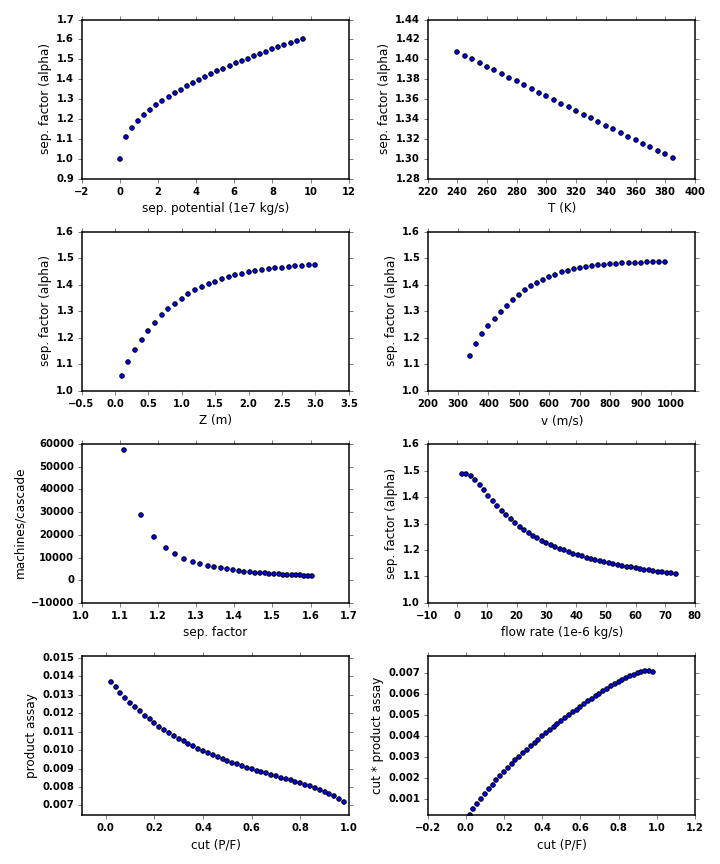 1.7
1.6
1.5
1.4
1.3
1.2
1.1
1.0
0.9
sep. factor (alpha)
−2 0 2 4 6 8 10 12
sep. potential (1e7 kg/s)
1.44
1.42
1.40
1.38
1.36
1.34
1.32
1.30
1.28
sep. factor (alpha)
220 240 260 280 300 320 340 360 380 400
T (K)
1.6
1.5
1.4
1.3
1.2
1.1
1.0
sep. factor (alpha)
−0.5 0.0 0.5 1.0 1.5 2.0 2.5 3.0 3.5
Z (m)
1.6
1.5
1.4
1.3
1.2
1.1
1.0
sep. factor (alpha)
200 300 400 500 600 700 800 900 1000
v (m/s)
60000
50000
40000
30000
20000
10000
0
−10000
machines/cascade
1.0 1.1 1.2 1.3 1.4 1.5 1.6 1.7
sep. factor
1.6
1.5
1.4
1.3
1.2
1.1
1.0
sep. factor (alpha)
−10 0 10 20 30 40 50 60 70 80
flow rate (1e-6 kg/s)
0.015
0.014
0.013
0.012
0.011
0.010
0.009
0.008
0.007
product assay
0.0 0.2 0.4 0.6 0.8 1.0
cut (P/F)
0.007
0.006
0.005
0.004
0.003
0.002
0.001
cut * product assay
−0.2 0.0 0.2 0.4 0.6 0.8 1.0 1.2
cut (P/F)